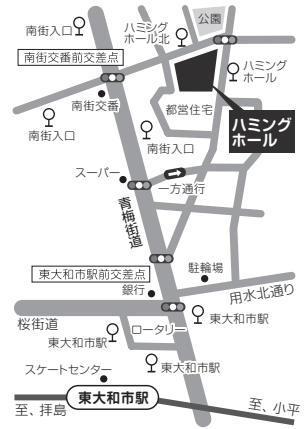 公園
南街入口
ハミング
ホール北
南街交番前交差点
ハミング
ホール
南街交番
都営住宅
南街入口
南街入口
ハミング
ホール
スーパー
一方通行
青梅街道
東大和市駅前交差点
駐輪場
銀行
用水北通り
桜街道
ロータリー
東大和市駅
東大和市駅
東大和市駅
スケートセンター
東大和市駅
至、拝島
至、小平